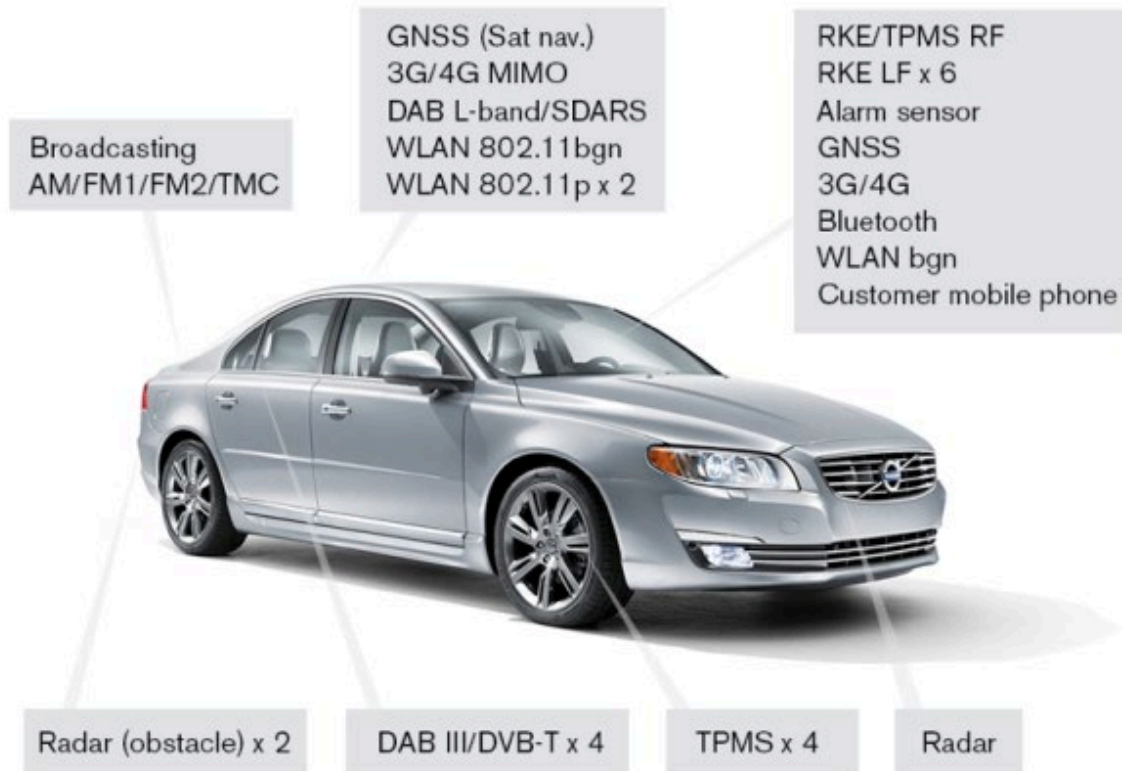 GNSS (Sat nav.)
3G/4G MIMO
DAB L-band/SDARS
WLAN 802.11bgn
WLAN 802.11p x 2
RKE/TPMS RF
RKE LF x 6
Alarm sensor
GNSS
3G/4G
Bluetooth
WLAN bgn
Customer mobile phone
Broadcasting
AM/FM1/FM2/TMC
Radar (obstacle) x 2
DAB III/DVB-T x 4
TPMS x 4
Radar